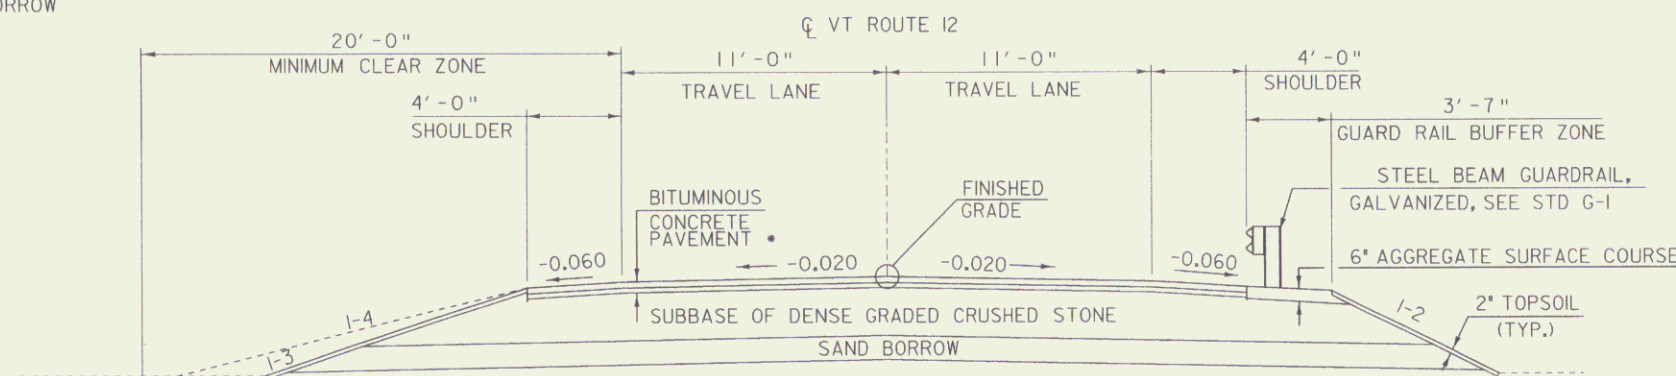 ORROW
℄ VT ROUTE 12
20'-0"
MINIMUM CLEAR ZONE
11'-0"
TRAVEL LANE
11'-0"
TRAVEL LANE
4'-0"
SHOULDER
4'-0"
SHOULDER
3'-7"
GUARD RAIL BUFFER ZONE
STEEL BEAM GUARDRAIL,
GALVANIZED, SEE STD G-1
BITUMINOUS
CONCRETE
PAVEMENT *
FINISHED
GRADE
-0.060
-0.020
-0.020
-0.060
6" AGGREGATE SURFACE COURSE
SUBBASE OF DENSE GRADED CRUSHED STONE
SAND BORROW
1-4
1-3
1-2
2" TOPSOIL
(TYP.)